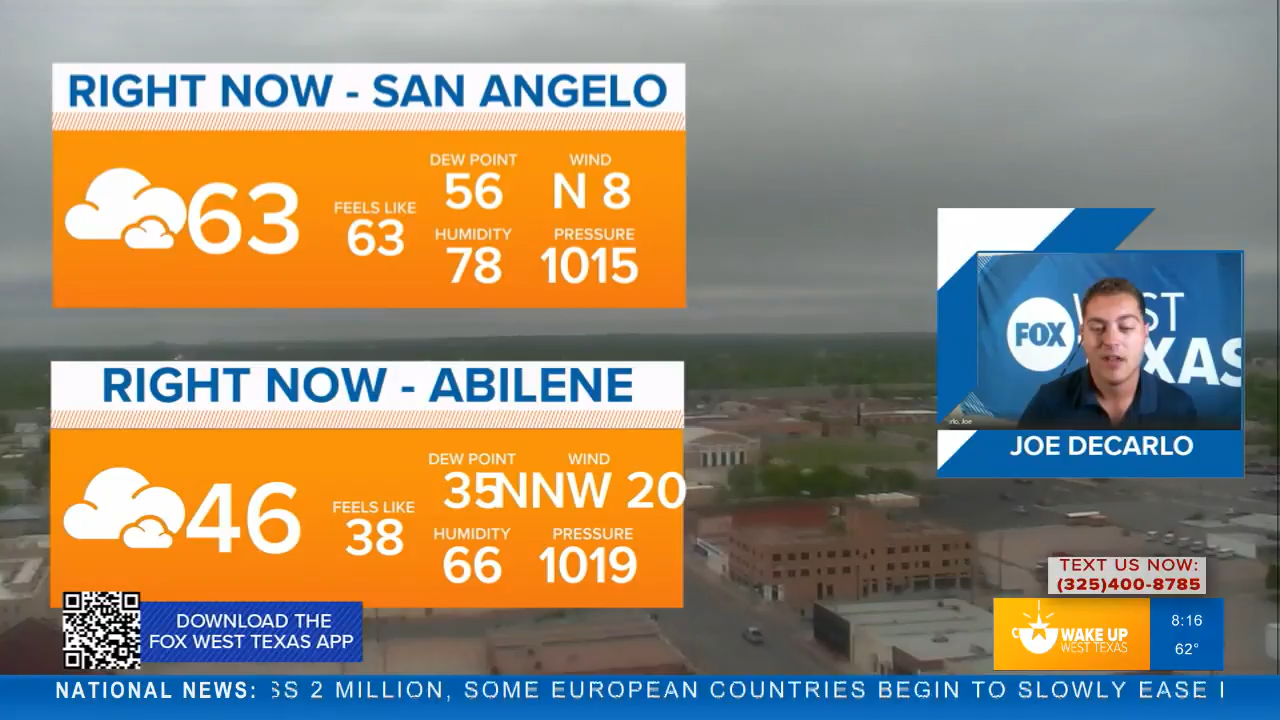 RIGHT NOW - SAN ANGELO
63
FEELS LIKE
63
DEW POINT
56
WIND
N 8
HUMIDITY
78
PRESSURE
1015
RIGHT NOW - ABILENE
46
FEELS LIKE
38
DEW POINT
35
WIND
NNW 20
HUMIDITY
66
PRESSURE
1019
FOX
WEST
TEXAS
JOE DECARLO
TEXT US NOW:
(325)400-8785
WAKE UP
WEST TEXAS
8:16
62°
DOWNLOAD THE
FOX WEST TEXAS APP
NATIONAL NEWS: SS 2 MILLION, SOME EUROPEAN COUNTRIES BEGIN TO SLOWLY EASE